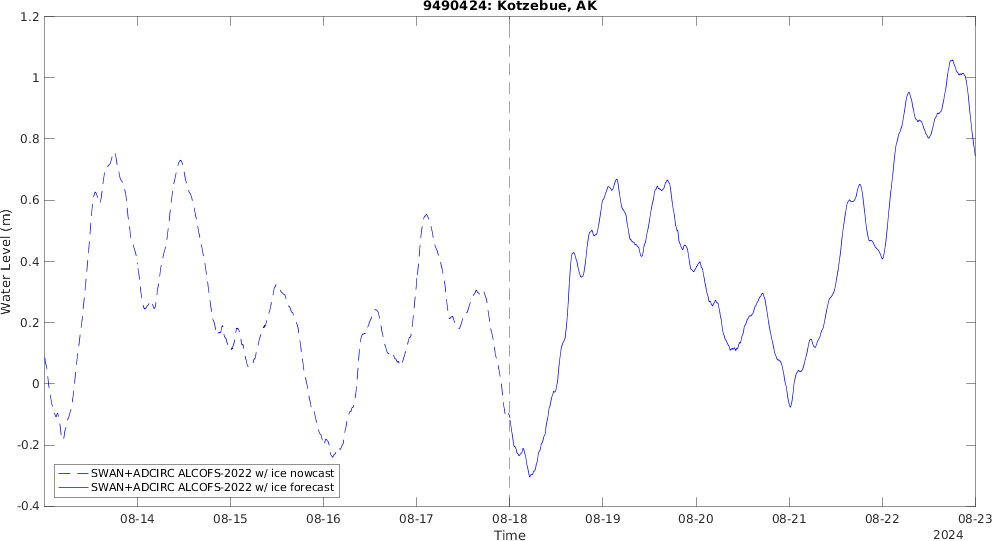 9490424: Kotzebue, AK
Water Level (m)
1.2
1
0.8
0.6
0.4
0.2
0
-0.2
-0.4
SWAN+ADCIRC ALCOFS-2022 w/ ice nowcast
SWAN+ADCIRC ALCOFS-2022 w/ ice forecast
08-14 08-15 08-16 08-17 08-18 08-19 08-20 08-21 08-22 08-23
Time
2024